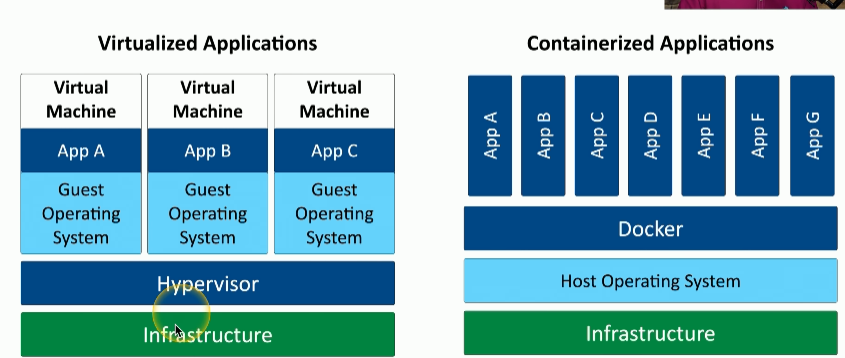 Virtualized Applications
Virtual
Machine
App A
Guest
Operating
System
Virtual
Machine
App B
Guest
Operating
System
Virtual
Machine
App C
Guest
Operating
System
Hypervisor
Infrastructure
Containerized Applications
App A
App B
App C
App D
App E
App F
App G
Docker
Host Operating System
Infrastructure